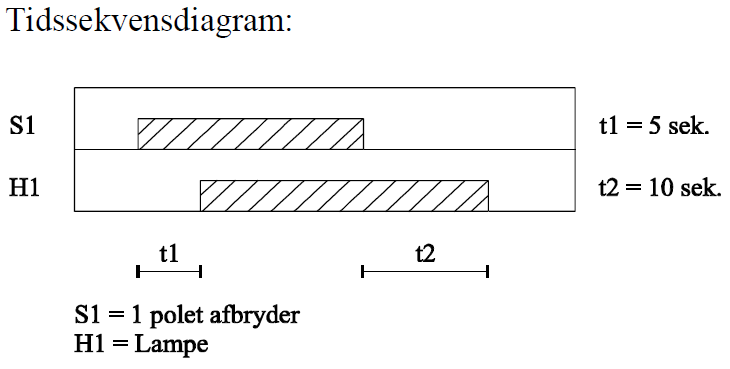 Tidssekvensdiagram:
S1 t1 = 5 sek.
H1 t2 = 10 sek.
t1 t2
S1 = 1 polet afbryder
H1 = Lampe